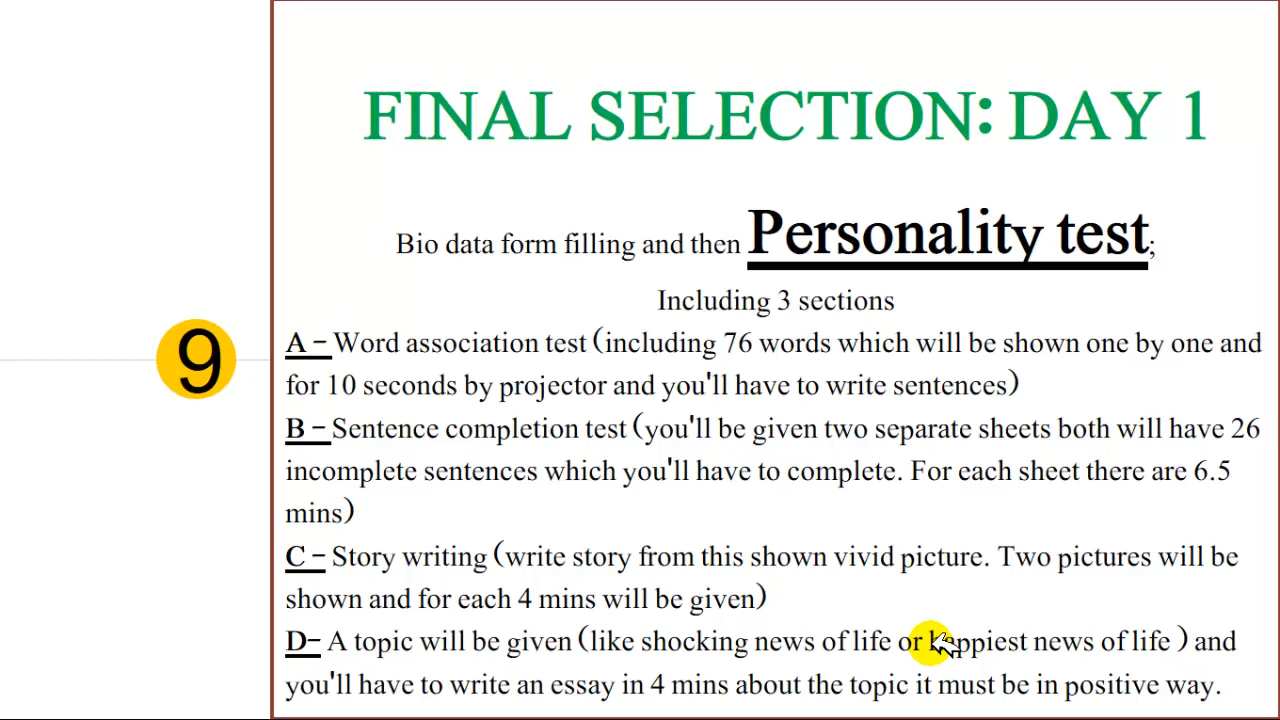 FINAL SELECTION: DAY 1
Bio data form filling and then Personality test;
Including 3 sections
9
A - Word association test (including 76 words which will be shown one by one and
for 10 seconds by projector and you'll have to write sentences)
B - Sentence completion test (you'll be given two separate sheets both will have 26
incomplete sentences which you'll have to complete. For each sheet there are 6.5
mins)
C - Story writing (write story from this shown vivid picture. Two pictures will be
shown and for each 4 mins will be given)
D- A topic will be given (like shocking news of life or happiest news of life ) and
you'll have to write an essay in 4 mins about the topic it must be in positive way.